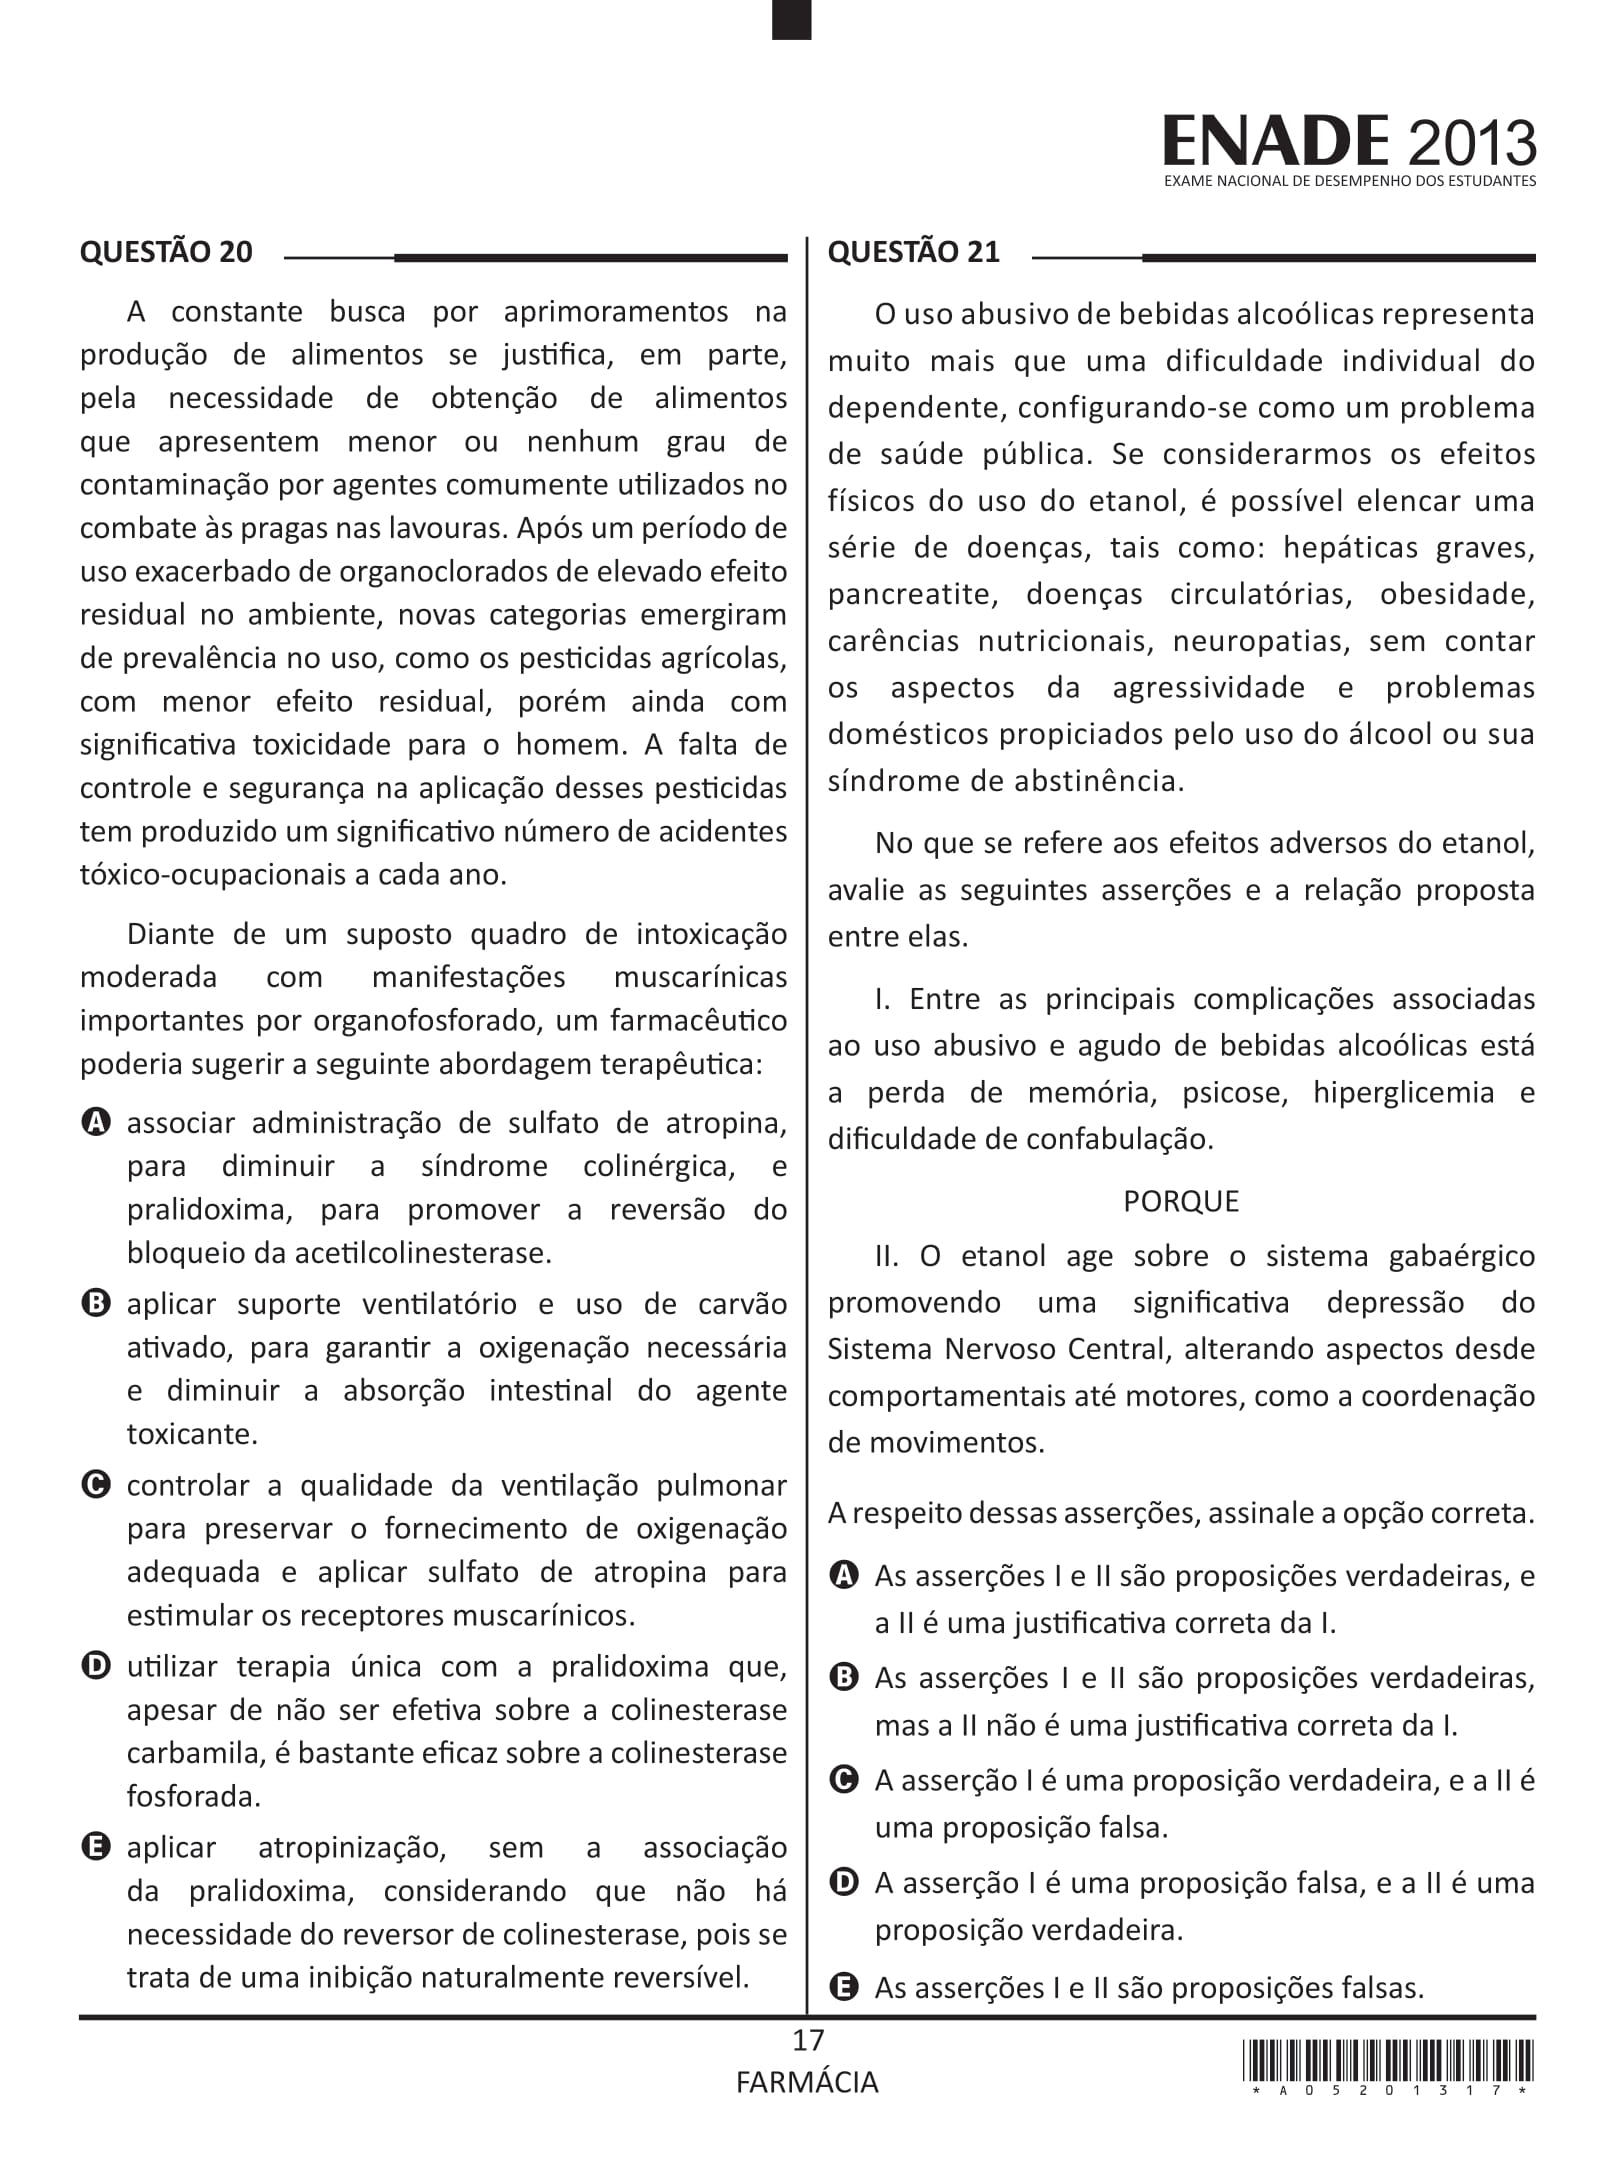 ENADE 2013
EXAME NACIONAL DE DESEMPENHO DOS ESTUDANTES
QUESTÃO 20
A constante busca por aprimoramentos na
produção de alimentos se justifica, em parte,
pela necessidade de obtenção de alimentos
que apresentem menor ou nenhum grau de
contaminação por agentes comumente utilizados no
combate às pragas nas lavouras. Após um período de
uso exacerbado de organoclorados de elevado efeito
residual no ambiente, novas categorias emergiram
de prevalência no uso, como os pesticidas agrícolas,
com menor efeito residual, porém ainda com
significativa toxicidade para o homem. A falta de
controle e segurança na aplicação desses pesticidas
tem produzido um significativo número de acidentes
tóxico-ocupacionais a cada ano.
Diante de um suposto quadro de intoxicação
moderada com manifestações muscarínicas
importantes por organofosforado, um farmacêutico
poderia sugerir a seguinte abordagem terapêutica:
A associar administração de sulfato de atropina,
para diminuir a síndrome colinérgica, e
pralidoxima, para promover a reversão do
bloqueio da acetilcolinesterase.
B aplicar suporte ventilatório e uso de carvão
ativado, para garantir a oxigenação necessária
e diminuir a absorção intestinal do agente
toxicante.
C controlar a qualidade da ventilação pulmonar
para preservar o fornecimento de oxigenação
adequada e aplicar sulfato de atropina para
estimular os receptores muscarínicos.
D utilizar terapia única com a pralidoxima que,
apesar de não ser efetiva sobre a colinesterase
carbamila, é bastante eficaz sobre a colinesterase
fosforada.
E aplicar atropinização, sem a associação
da pralidoxima, considerando que não há
necessidade do reversor de colinesterase, pois se
trata de uma inibição naturalmente reversível.
QUESTÃO 21
O uso abusivo de bebidas alcoólicas representa
muito mais que uma dificuldade individual do
dependente, configurando-se como um problema
de saúde pública. Se considerarmos os efeitos
físicos do uso do etanol, é possível elencar uma
série de doenças, tais como: hepáticas graves,
pancreatite, doenças circulatórias, obesidade,
carências nutricionais, neuropatias, sem contar
os aspectos da agressividade e problemas
domésticos propiciados pelo uso do álcool ou sua
síndrome de abstinência.
No que se refere aos efeitos adversos do etanol,
avalie as seguintes asserções e a relação proposta
entre elas.
I. Entre as principais complicações associadas
ao uso abusivo e agudo de bebidas alcoólicas está
a perda de memória, psicose, hiperglicemia e
dificuldade de confabulação.
PORQUE
II. O etanol age sobre o sistema gabaérgico
promovendo uma significativa depressão do
Sistema Nervoso Central, alterando aspectos desde
comportamentais até motores, como a coordenação
de movimentos.
A respeito dessas asserções, assinale a opção correta.
A As asserções I e II são proposições verdadeiras, e
a II é uma justificativa correta da I.
B As asserções I e II são proposições verdadeiras,
mas a II não é uma justificativa correta da I.
C A asserção I é uma proposição verdadeira, e a II é
uma proposição falsa.
D A asserção I é uma proposição falsa, e a II é uma
proposição verdadeira.
E As asserções I e II são proposições falsas.
17
FARMÁCIA
*A05201317*